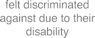 felt discriminated
against due to their
disability